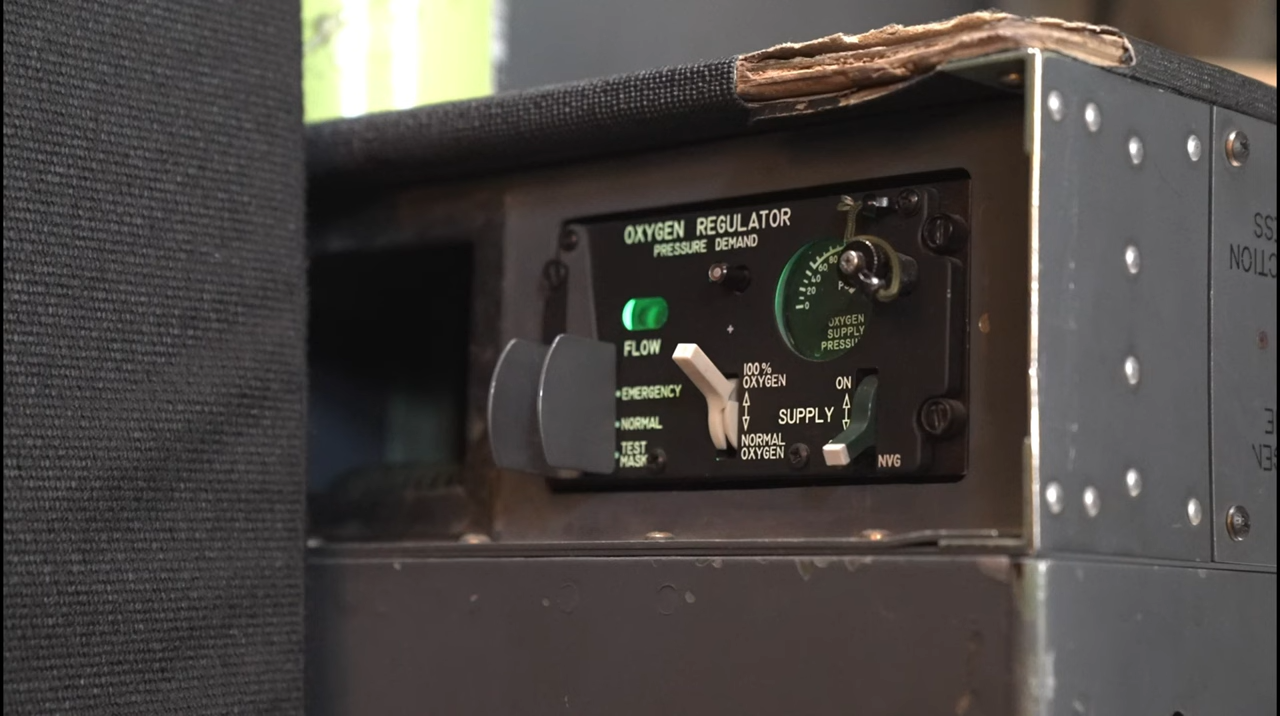 OXYGEN REGULATOR
PRESSURE DEMAND
80
60
40
20
0
OXYGEN
SUPPLY
FLOW
100%
OXYGEN
ON
EMERGENCY
NORMAL
SUPPLY
TEST
MASK
NORMAL
OXYGEN
NVG